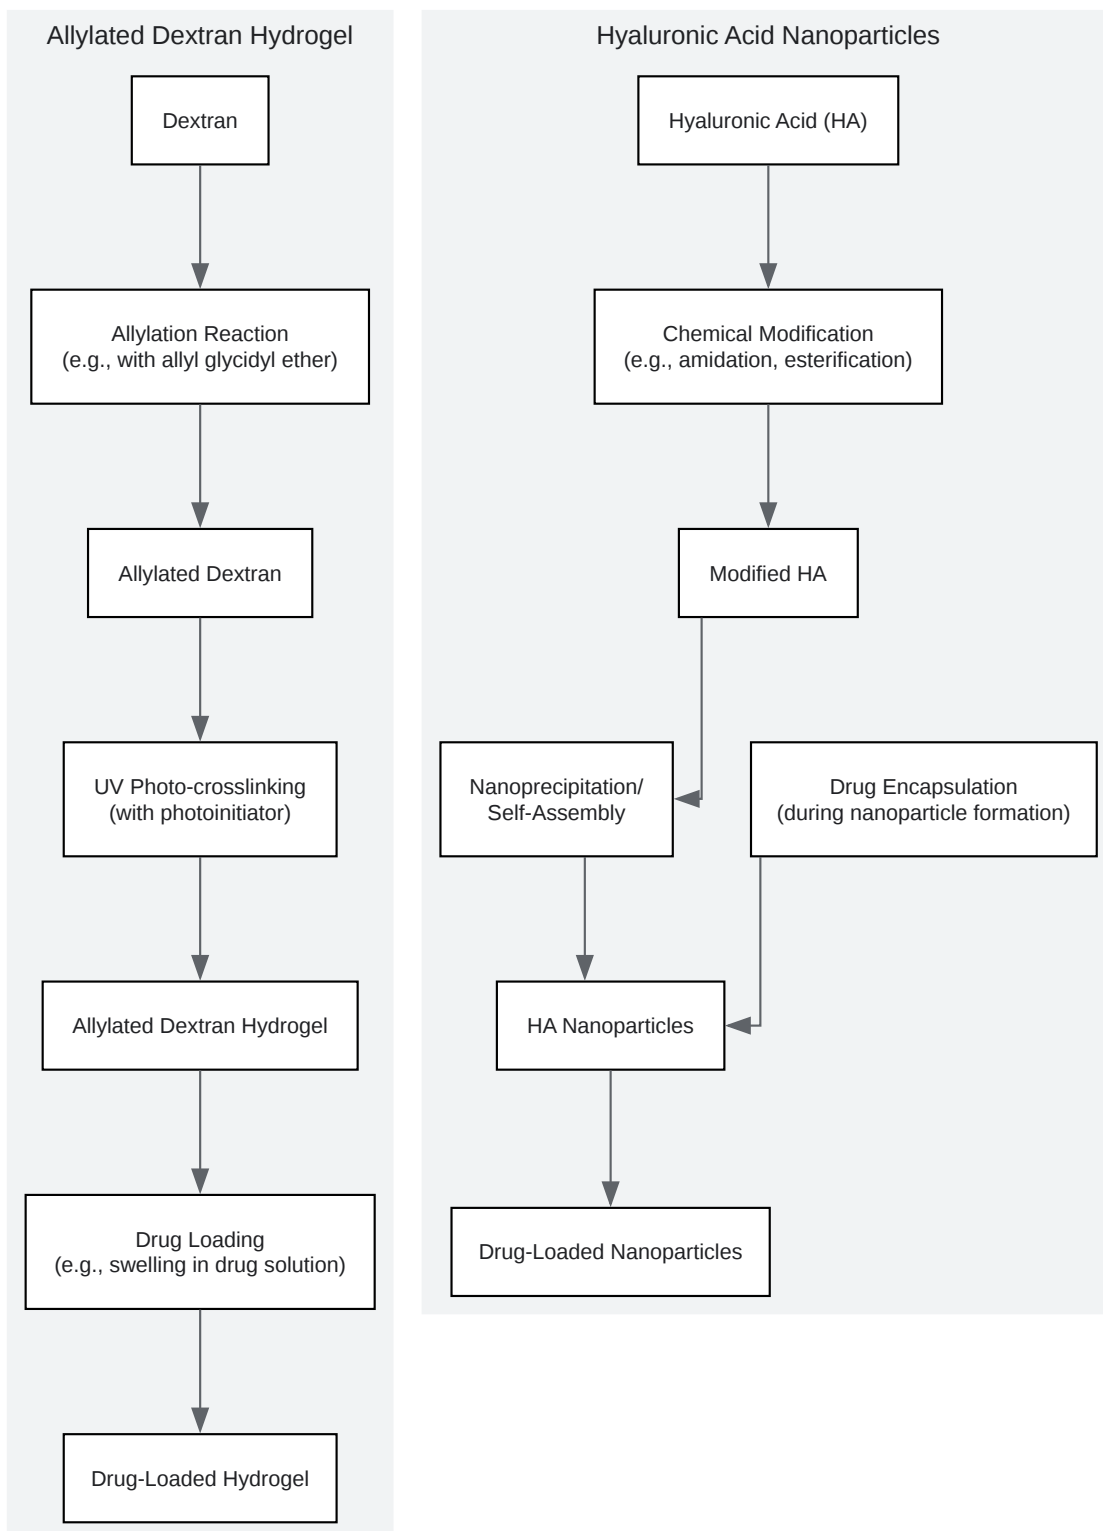 Allylated Dextran Hydrogel
Dextran
Allylation Reaction
(e.g., with allyl glycidyl ether)
Allylated Dextran
UV Photo-crosslinking
(with photoinitiator)
Allylated Dextran Hydrogel
Drug Loading
(e.g., swelling in drug solution)
Drug-Loaded Hydrogel
Hyaluronic Acid Nanoparticles
Hyaluronic Acid (HA)
Chemical Modification
(e.g., amidation, esterification)
Modified HA
Nanoprecipitation/
Self-Assembly
Drug Encapsulation
(during nanoparticle formation)
HA Nanoparticles
Drug-Loaded Nanoparticles